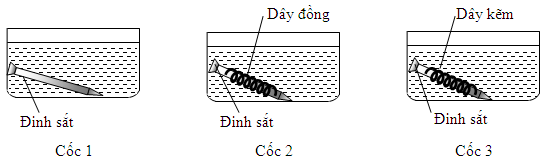 Dây đồng
Dây kẽm
Đinh sắt
Đinh sắt
Đinh sắt
Cốc 1
Cốc 2
Cốc 3